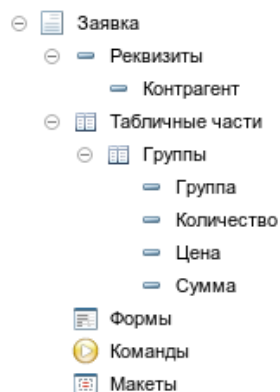 Заявка
Реквизиты
Контрагент
Табличные части
Группы
Группа
Количество
Цена
Сумма
Формы
Команды
Макеты